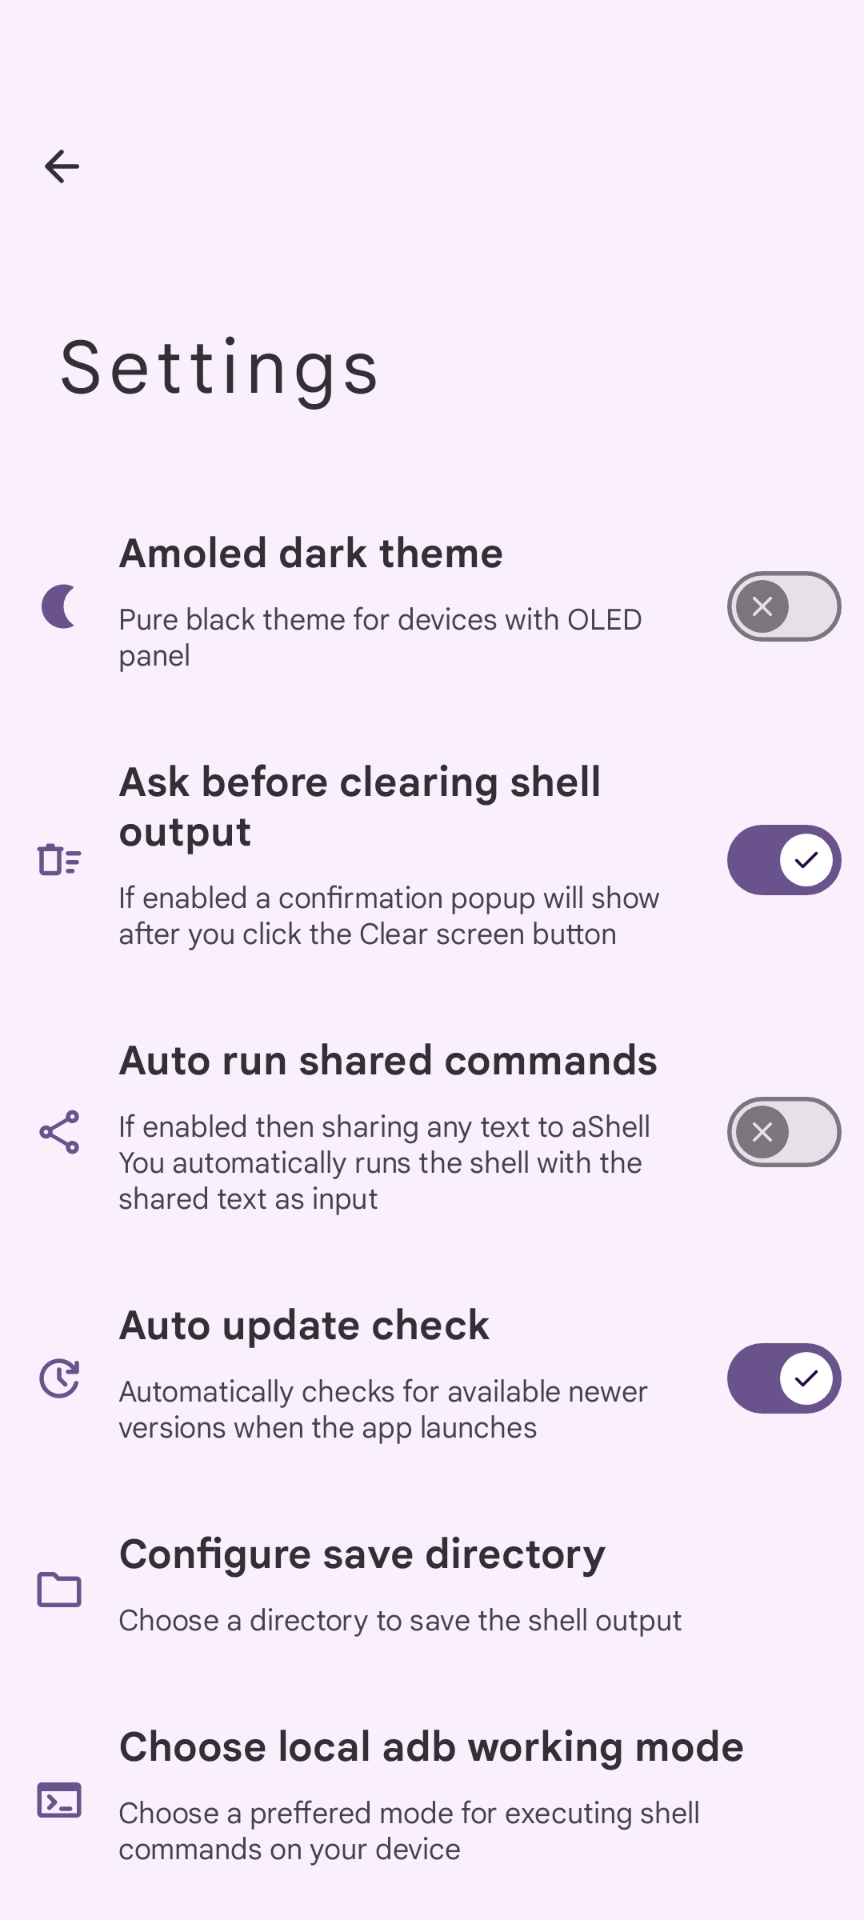 Settings
Amoled dark theme
Pure black theme for devices with OLED
panel
Ask before clearing shell
output
If enabled a confirmation popup will show
after you click the Clear screen button
Auto run shared commands
If enabled then sharing any text to aShell
You automatically runs the shell with the
shared text as input
Auto update check
Automatically checks for available newer
versions when the app launches
Configure save directory
Choose a directory to save the shell output
Choose local adb working mode
Choose a preffered mode for executing shell
commands on your device